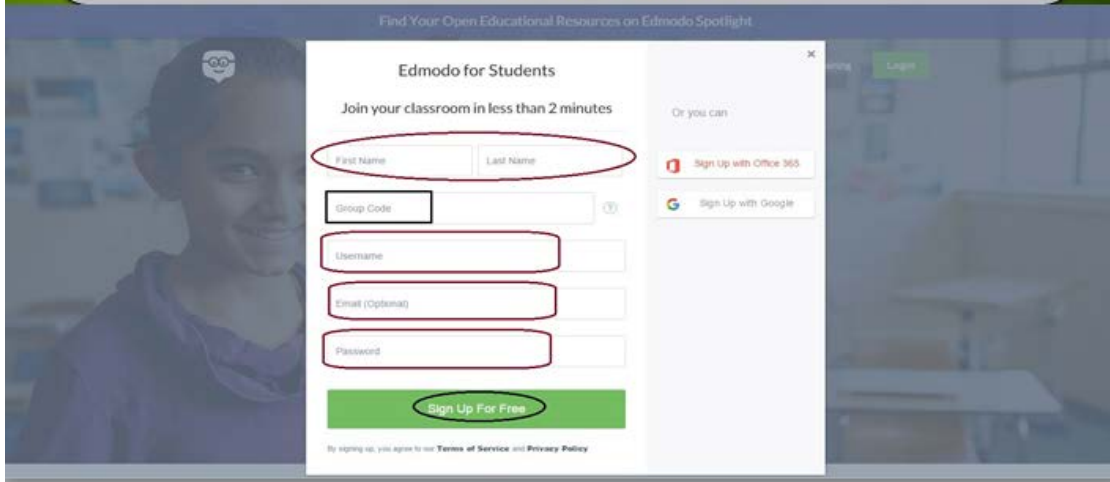 Find Your Open Educational Resources on Edmodo Spotlight
Login
×
Edmodo for Students
Join your classroom in less than 2 minutes
First Name Last Name
Group Code ?
Username
Email (Optional)
Password
Sign Up For Free
By signing up, you agree to our Terms of Service and Privacy Policy
Or you can
Sign Up with Office 365
G Sign Up with Google